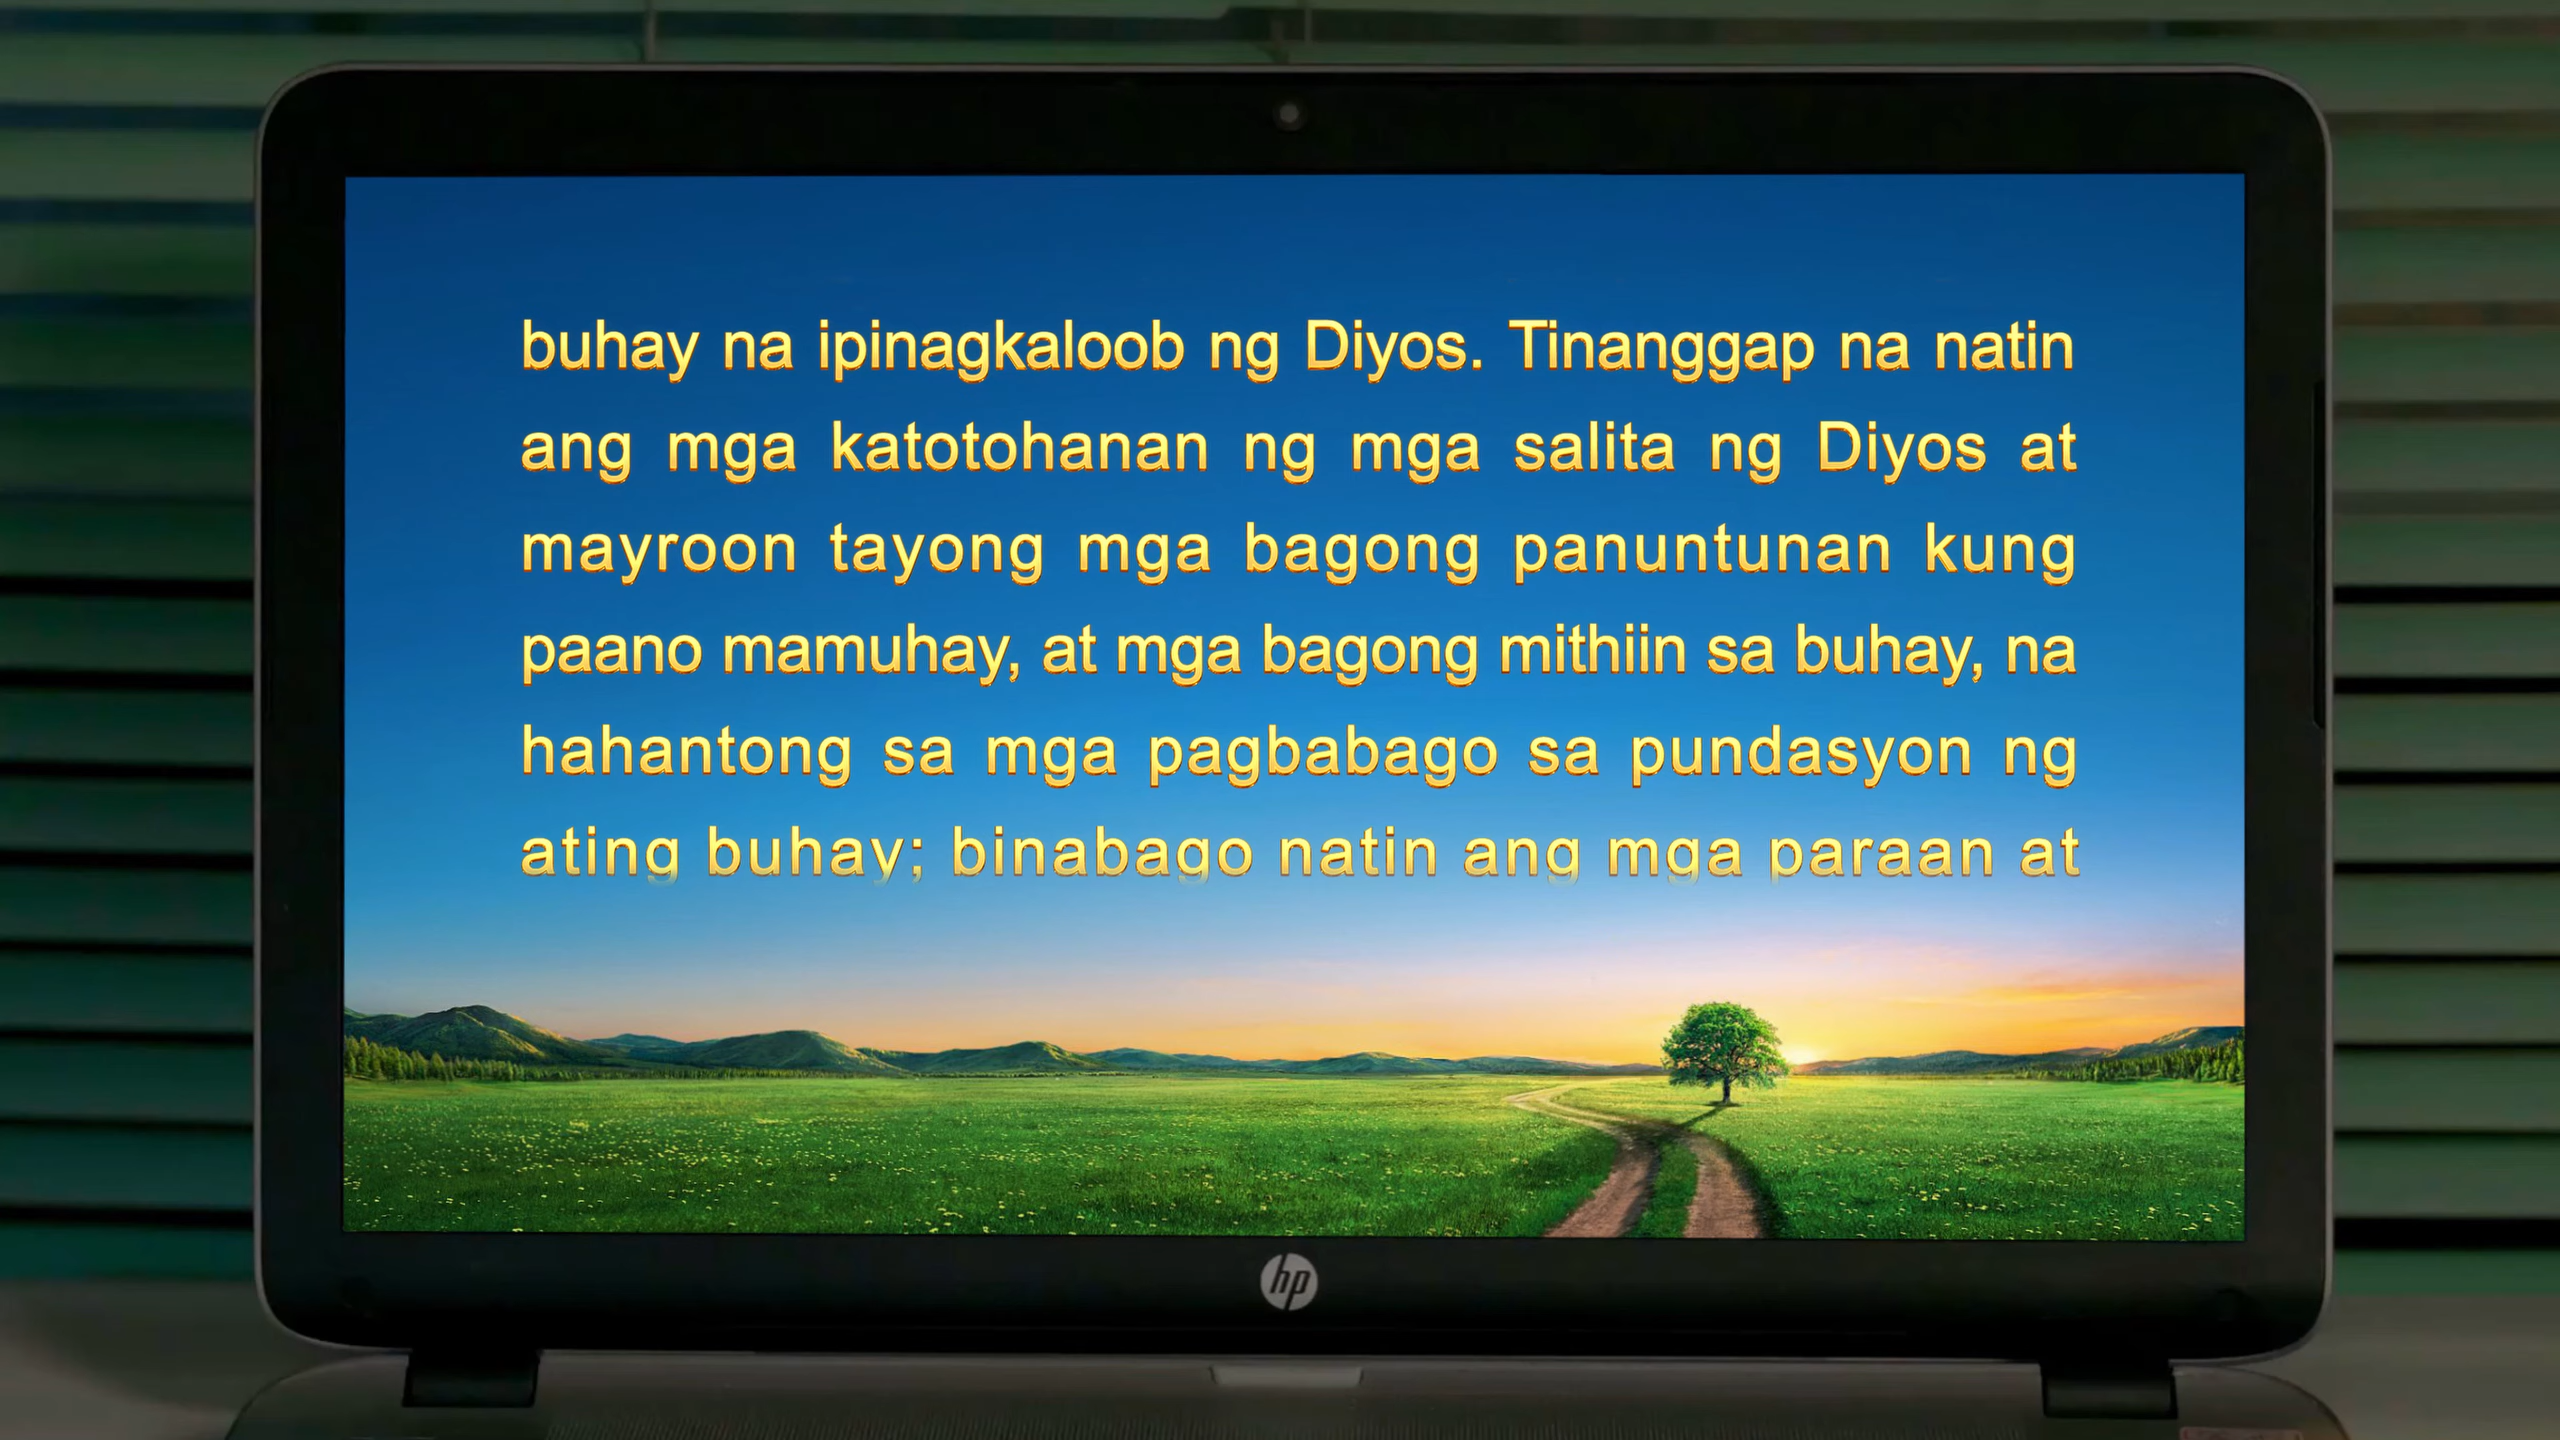 buhay na ipinagkaloob ng Diyos. Tinanggap na natin
ang mga katotohanan ng mga salita ng Diyos at
mayroon tayong mga bagong panuntunan kung
paano mamuhay, at mga bagong mithiin sa buhay, na
hahantong sa mga pagbabago sa pundasyon ng
ating buhay; binabago natin ang mga paraan at
hp